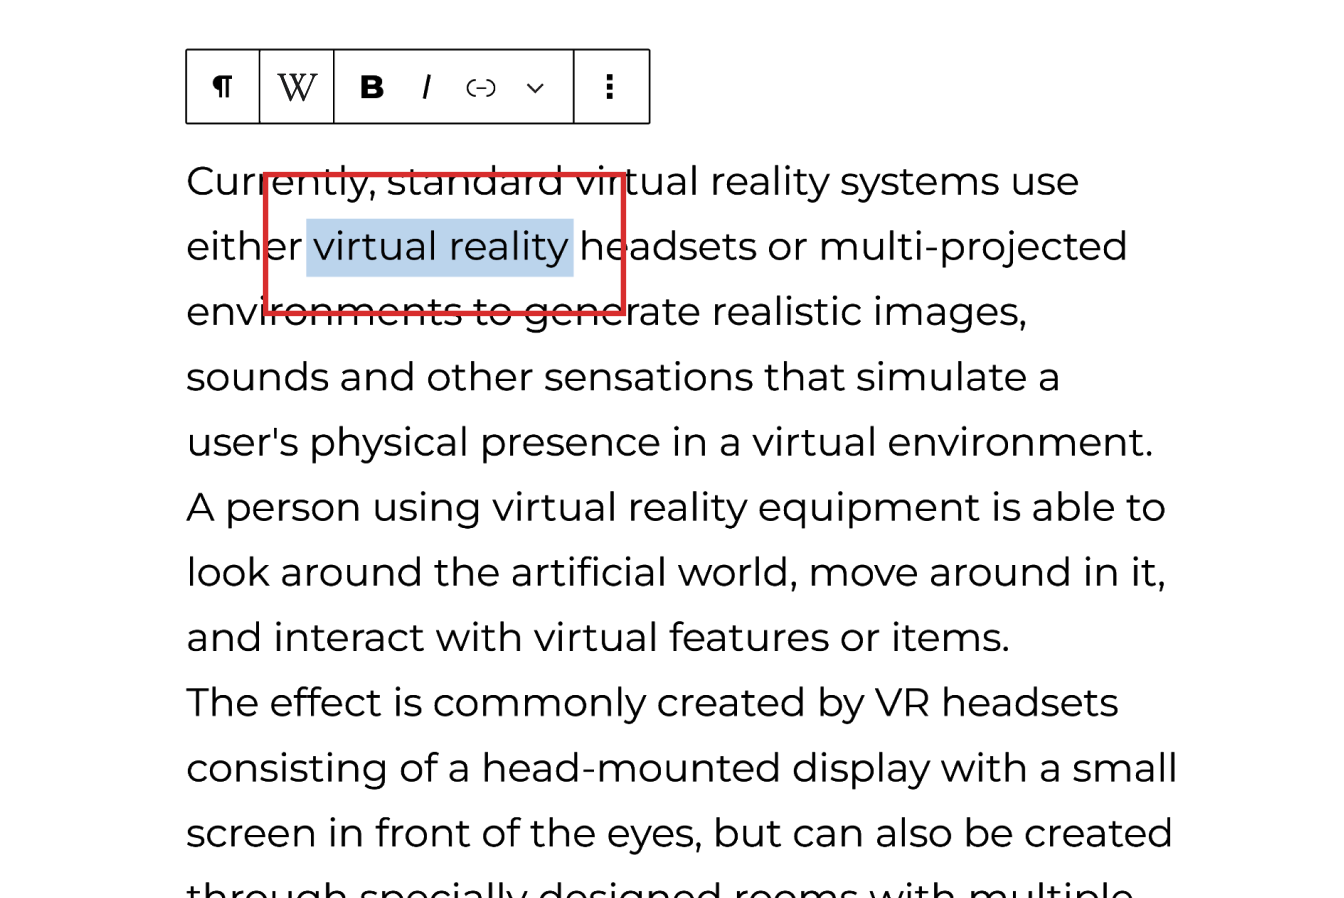 ¶ W B I
Currently, standard virtual reality systems use
either virtual reality headsets or multi-projected
environments to generate realistic images,
sounds and other sensations that simulate a
user's physical presence in a virtual environment.
A person using virtual reality equipment is able to
look around the artificial world, move around in it,
and interact with virtual features or items.
The effect is commonly created by VR headsets
consisting of a head-mounted display with a small
screen in front of the eyes, but can also be created
through specially designed rooms with multiple